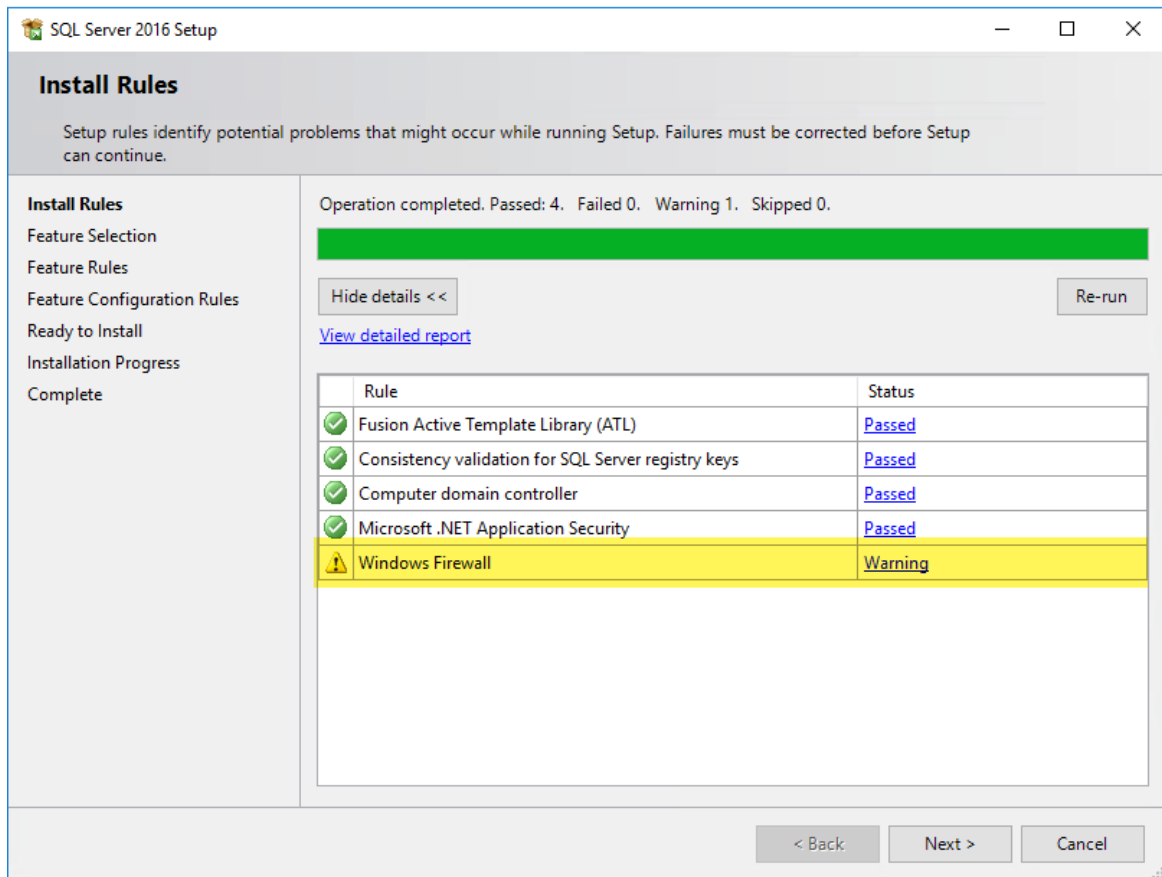 SQL Server 2016 Setup
Install Rules
Setup rules identify potential problems that might occur while running Setup. Failures must be corrected before Setup
can continue.
Install Rules
Feature Selection
Feature Rules
Feature Configuration Rules
Ready to Install
Installation Progress
Complete
Operation completed. Passed: 4.   Failed 0.   Warning 1.   Skipped 0.
Hide details <<
Re-run
View detailed report
Rule Status
Fusion Active Template Library (ATL) Passed
Consistency validation for SQL Server registry keys Passed
Computer domain controller Passed
Microsoft .NET Application Security Passed
Windows Firewall Warning
< Back Next > Cancel